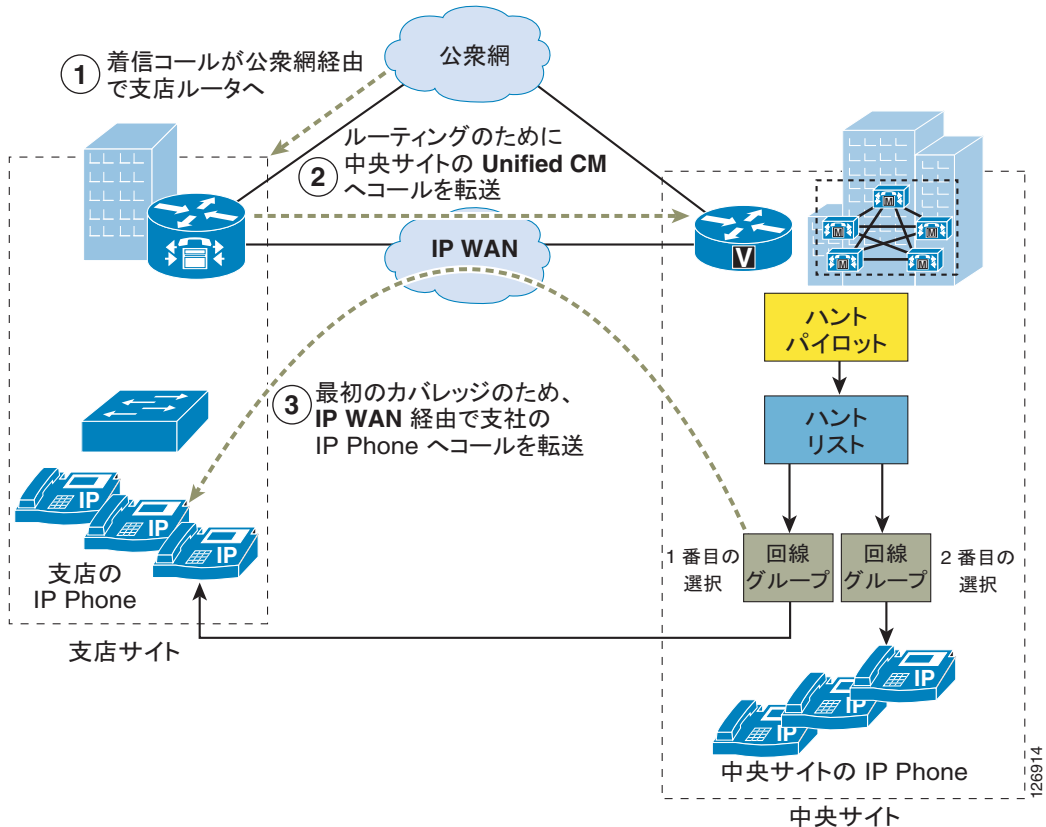 公衆網
1
着信コールが公衆網経由
で支店ルータへ
2
ルーティングのために
中央サイトの Unified CM
へコールを転送
IP WAN
V
M
M
M
M
M
ハント
パイロット
ハント
リスト
3
最初のカバレッジのため、
IP WAN 経由で支社の
IP Phone へコールを転送
IP
IP
IP
支店の
IP Phone
支店サイト
1 番目の
選択
回線
グループ
回線
グループ
2 番目の
選択
IP
IP
IP
中央サイトの IP Phone
中央サイト
126914